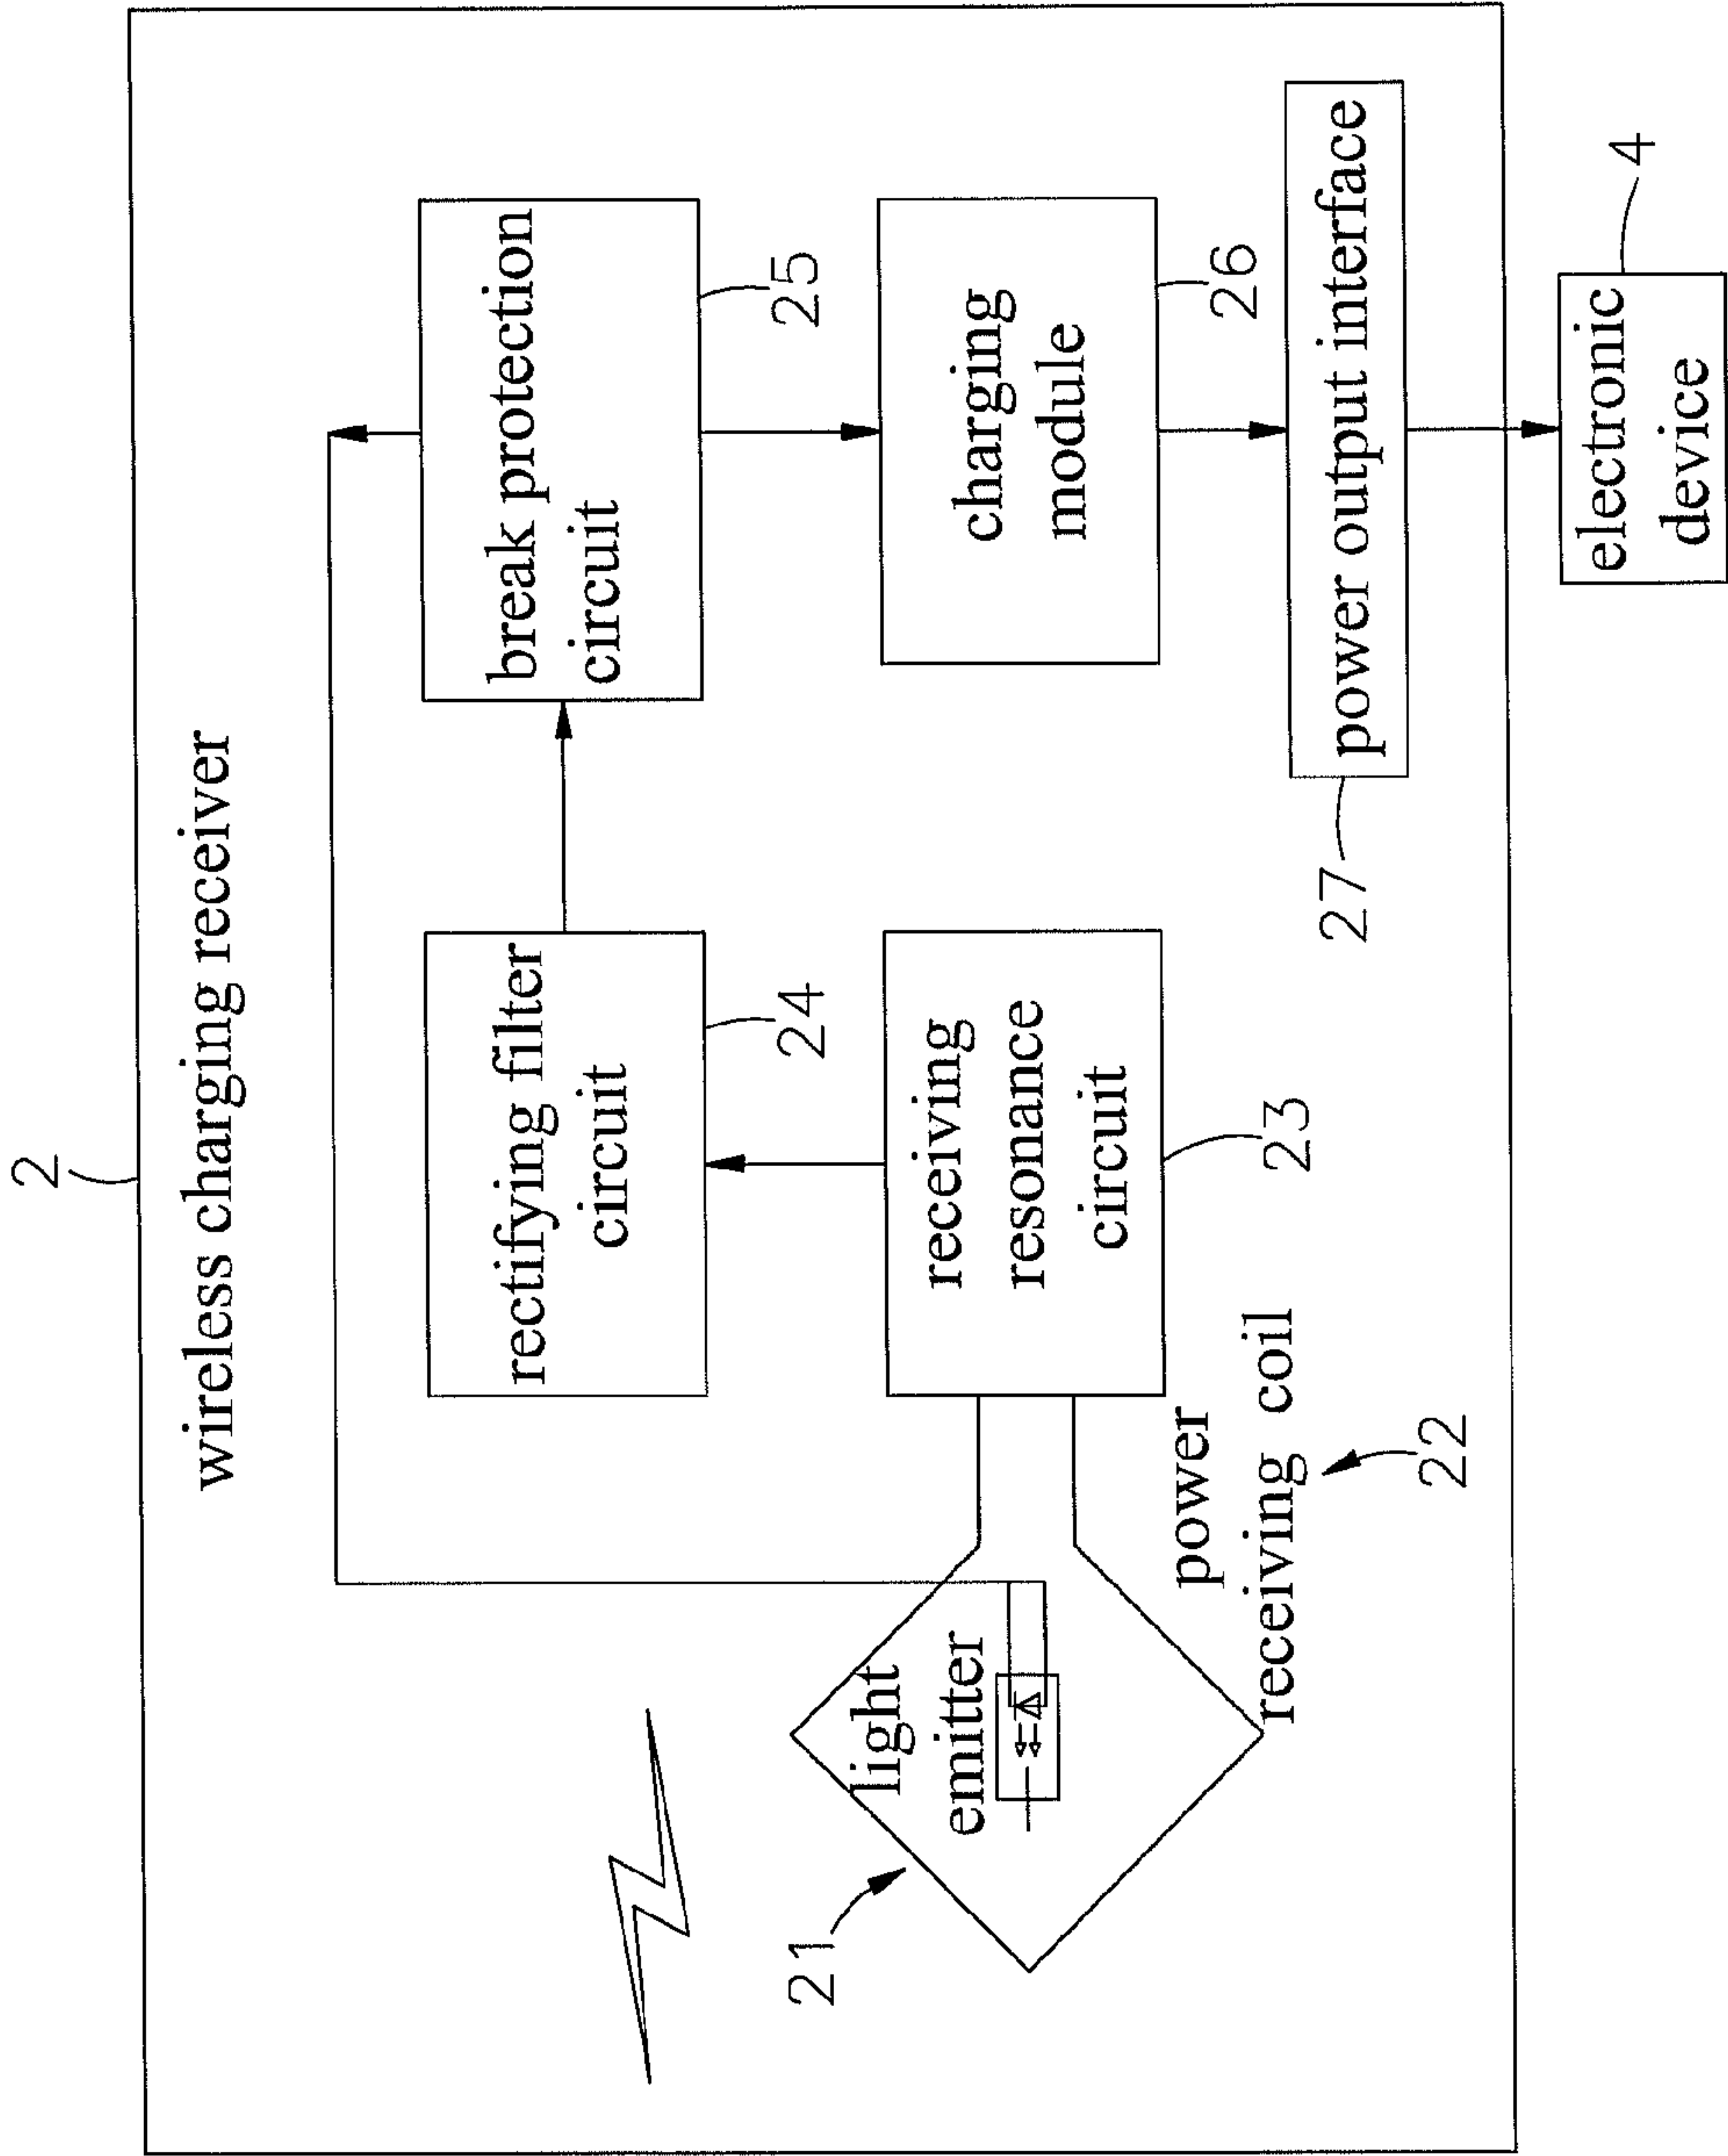 2
wireless charging receiver
rectifying filter
circuit
24
break protection
circuit
25
light
emitter
21
receiving
resonance
circuit
23
charging
module
26
power
receiving coil
22
power output interface
27
electronic
device
4